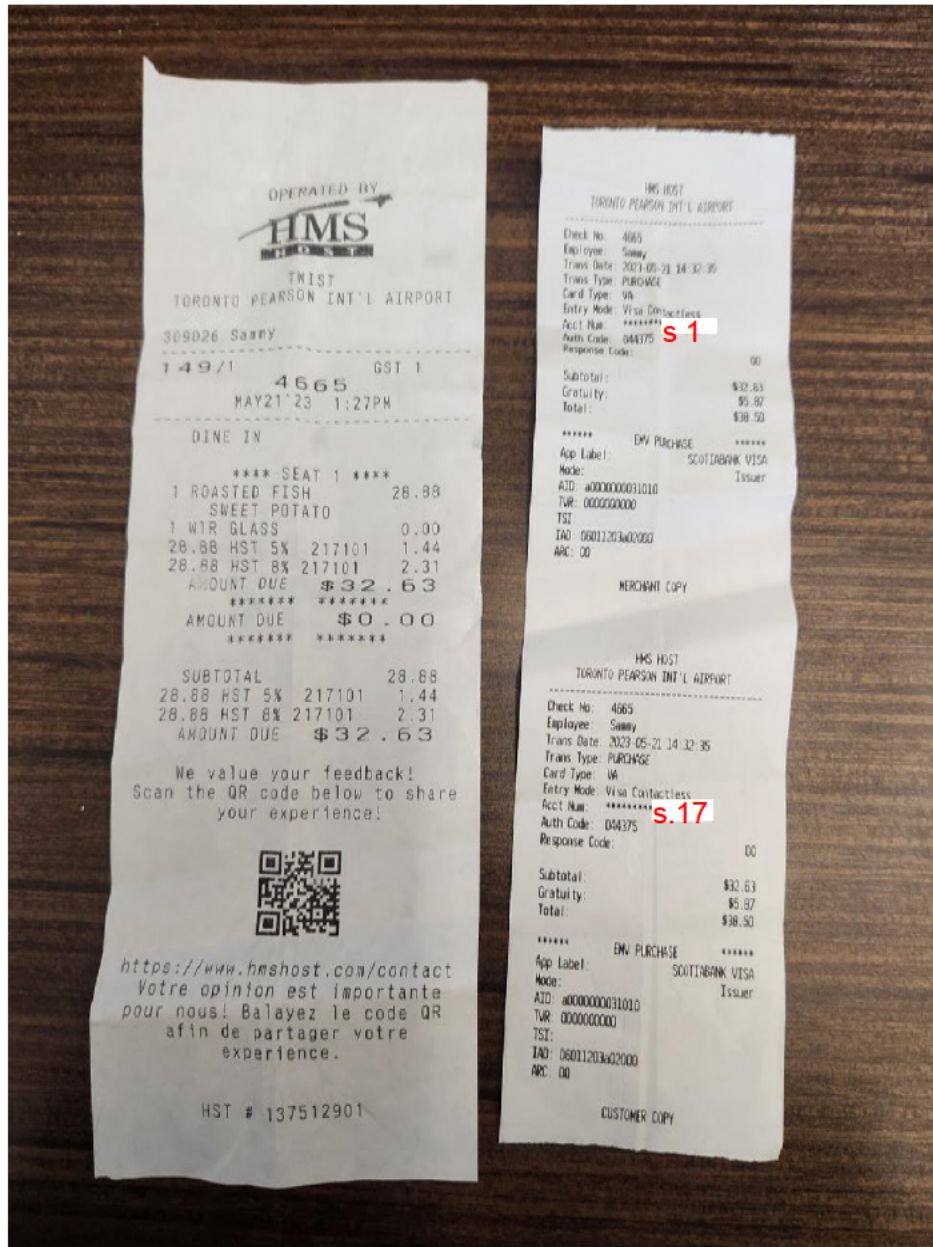 OPERATED BY
HMS
HOST
TWIST
TORONTO PEARSON INT'L AIRPORT
309026 Sammy
149/1 GST 1
4665
MAY21'23 1:27PM
DINE IN
**** SEAT 1 ****
1 ROASTED FISH 28.88
SWEET POTATO
1 WTR GLASS 0.00
28.88 HST 5% 217101 1.44
28.88 HST 8% 217101 2.31
AMOUNT DUE $32.63
******* *******
AMOUNT DUE $0.00
******* *******
SUBTOTAL 28.88
28.88 HST 5% 217101 1.44
28.88 HST 8% 217101 2.31
AMOUNT DUE $32.63
We value your feedback!
Scan the QR code below to share
your experience!
https://www.hmshost.com/contact
Votre opinion est importante
pour nous! Balayez le code QR
afin de partager votre
experience.
HST # 137512901
HMS HOST
TORONTO PEARSON INT'L AIRPORT
Check No: 4665
Employee: Sammy
Trans Date: 2023-05-21 14:32:35
Trans Type: PURCHASE
Card Type: VA
Entry Mode: Visa Contactless
Acct Num: ******** s 1
Auth Code: 044375
Response Code:
00
Subtotal: $32.63
Gratuity: $5.87
Total: $38.50
****** EMV PURCHASE ******
App Label: SCOTIABANK VISA
Mode: Issuer
AID: a0000000031010
TVR: 0000000000
TSI:
IAD: 06011203a02000
ARC: 00
MERCHANT COPY
HMS HOST
TORONTO PEARSON INT'L AIRPORT
Check No: 4665
Employee: Sammy
Trans Date: 2023-05-21 14:32:35
Trans Type: PURCHASE
Card Type: VA
Entry Mode: Visa Contactless
Acct Num: ********* s.17
Auth Code: 044375
Response Code:
00
Subtotal: $32.63
Gratuity: $5.87
Total: $38.50
****** EMV PURCHASE ******
App Label: SCOTIABANK VISA
Mode: Issuer
AID: a0000000031010
TVR: 0000000000
TSI:
IAD: 06011203a02000
ARC: 00
CUSTOMER COPY